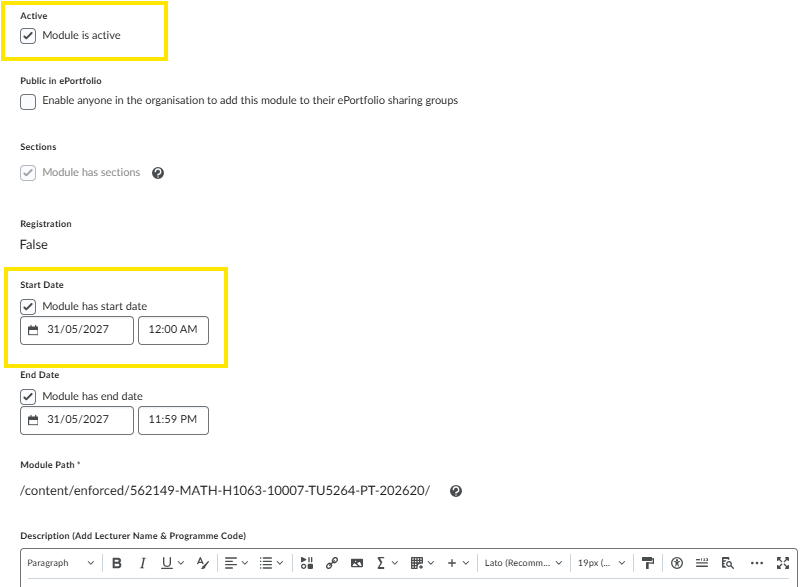 Active
Module is active
Public in ePortfolio
Enable anyone in the organisation to add this module to their ePortfolio sharing groups
Sections
Module has sections
Registration
False
Start Date
Module has start date
31/05/2027 12:00 AM
End Date
Module has end date
31/05/2027 11:59 PM
Module Path *
/content/enforced/562149-MATH-H1063-10007-TU5264-PT-202620/
Description (Add Lecturer Name & Programme Code)
Paragraph B I U Lato (Recomm... 19px (...